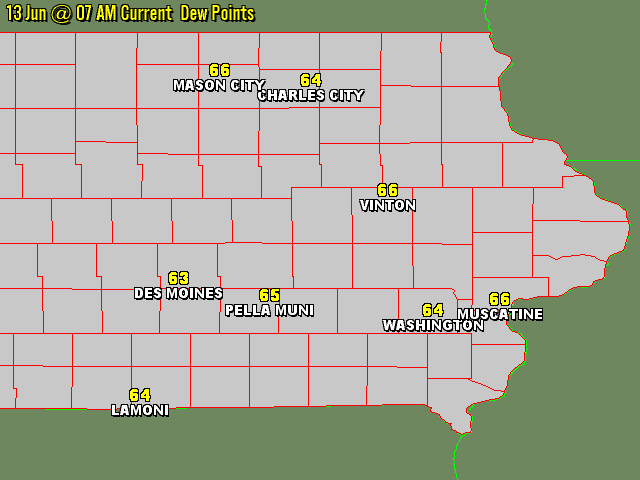 13 Jun @ 07 AM Current Dew Points
66
MASON CITY
64
CHARLES CITY
66
VINTON
63
DES MOINES
65
PELLA MUNI
64
WASHINGTON
66
MUSCATINE
64
LAMONI